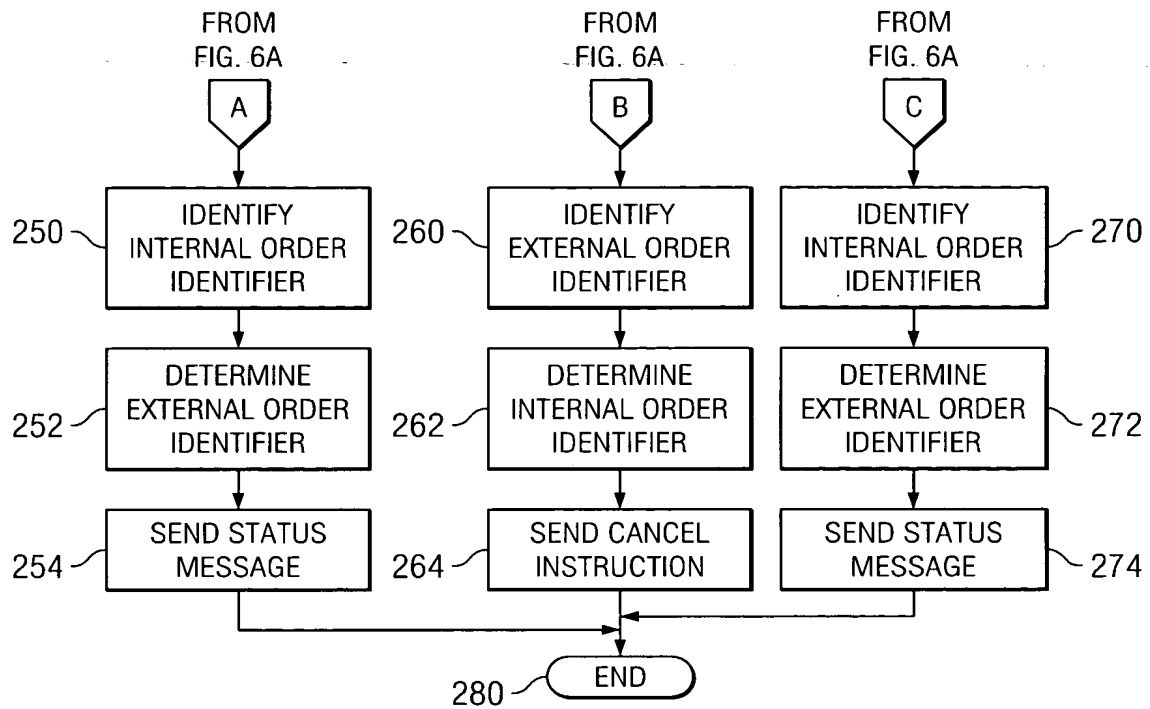 FROM
FIG. 6A
A
250
IDENTIFY
INTERNAL ORDER
IDENTIFIER
252
DETERMINE
EXTERNAL ORDER
IDENTIFIER
254
SEND STATUS
MESSAGE
FROM
FIG. 6A
B
260
IDENTIFY
EXTERNAL ORDER
IDENTIFIER
262
DETERMINE
INTERNAL ORDER
IDENTIFIER
264
SEND CANCEL
INSTRUCTION
FROM
FIG. 6A
C
IDENTIFY
INTERNAL ORDER
IDENTIFIER
270
DETERMINE
EXTERNAL ORDER
IDENTIFIER
272
SEND STATUS
MESSAGE
274
280
END